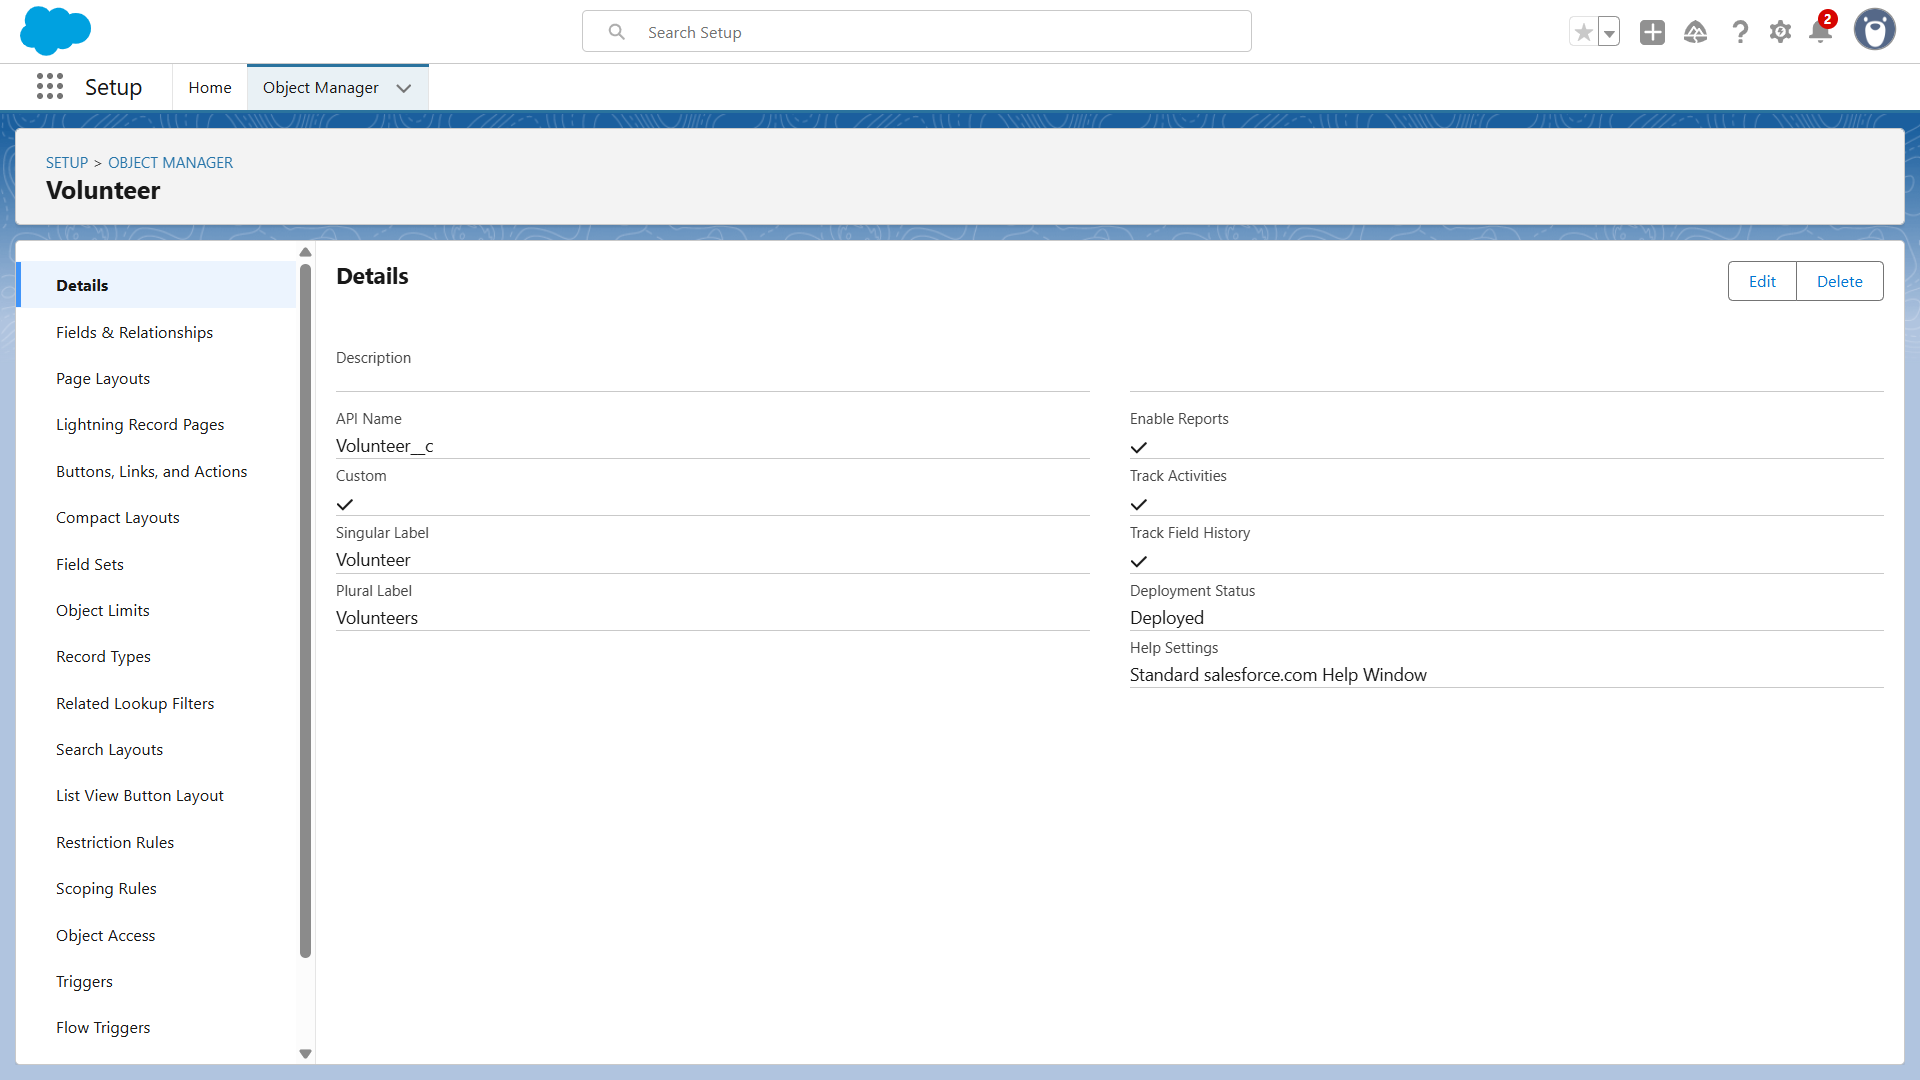 Search Setup
2
Setup
Home
Object Manager
SETUP > OBJECT MANAGER
Volunteer
Details
Fields & Relationships
Page Layouts
Lightning Record Pages
Buttons, Links, and Actions
Compact Layouts
Field Sets
Object Limits
Record Types
Related Lookup Filters
Search Layouts
List View Button Layout
Restriction Rules
Scoping Rules
Object Access
Triggers
Flow Triggers
Details
Edit
Delete
Description
API Name
Volunteer__c
Custom
Singular Label
Volunteer
Plural Label
Volunteers
Enable Reports
Track Activities
Track Field History
Deployment Status
Deployed
Help Settings
Standard salesforce.com Help Window